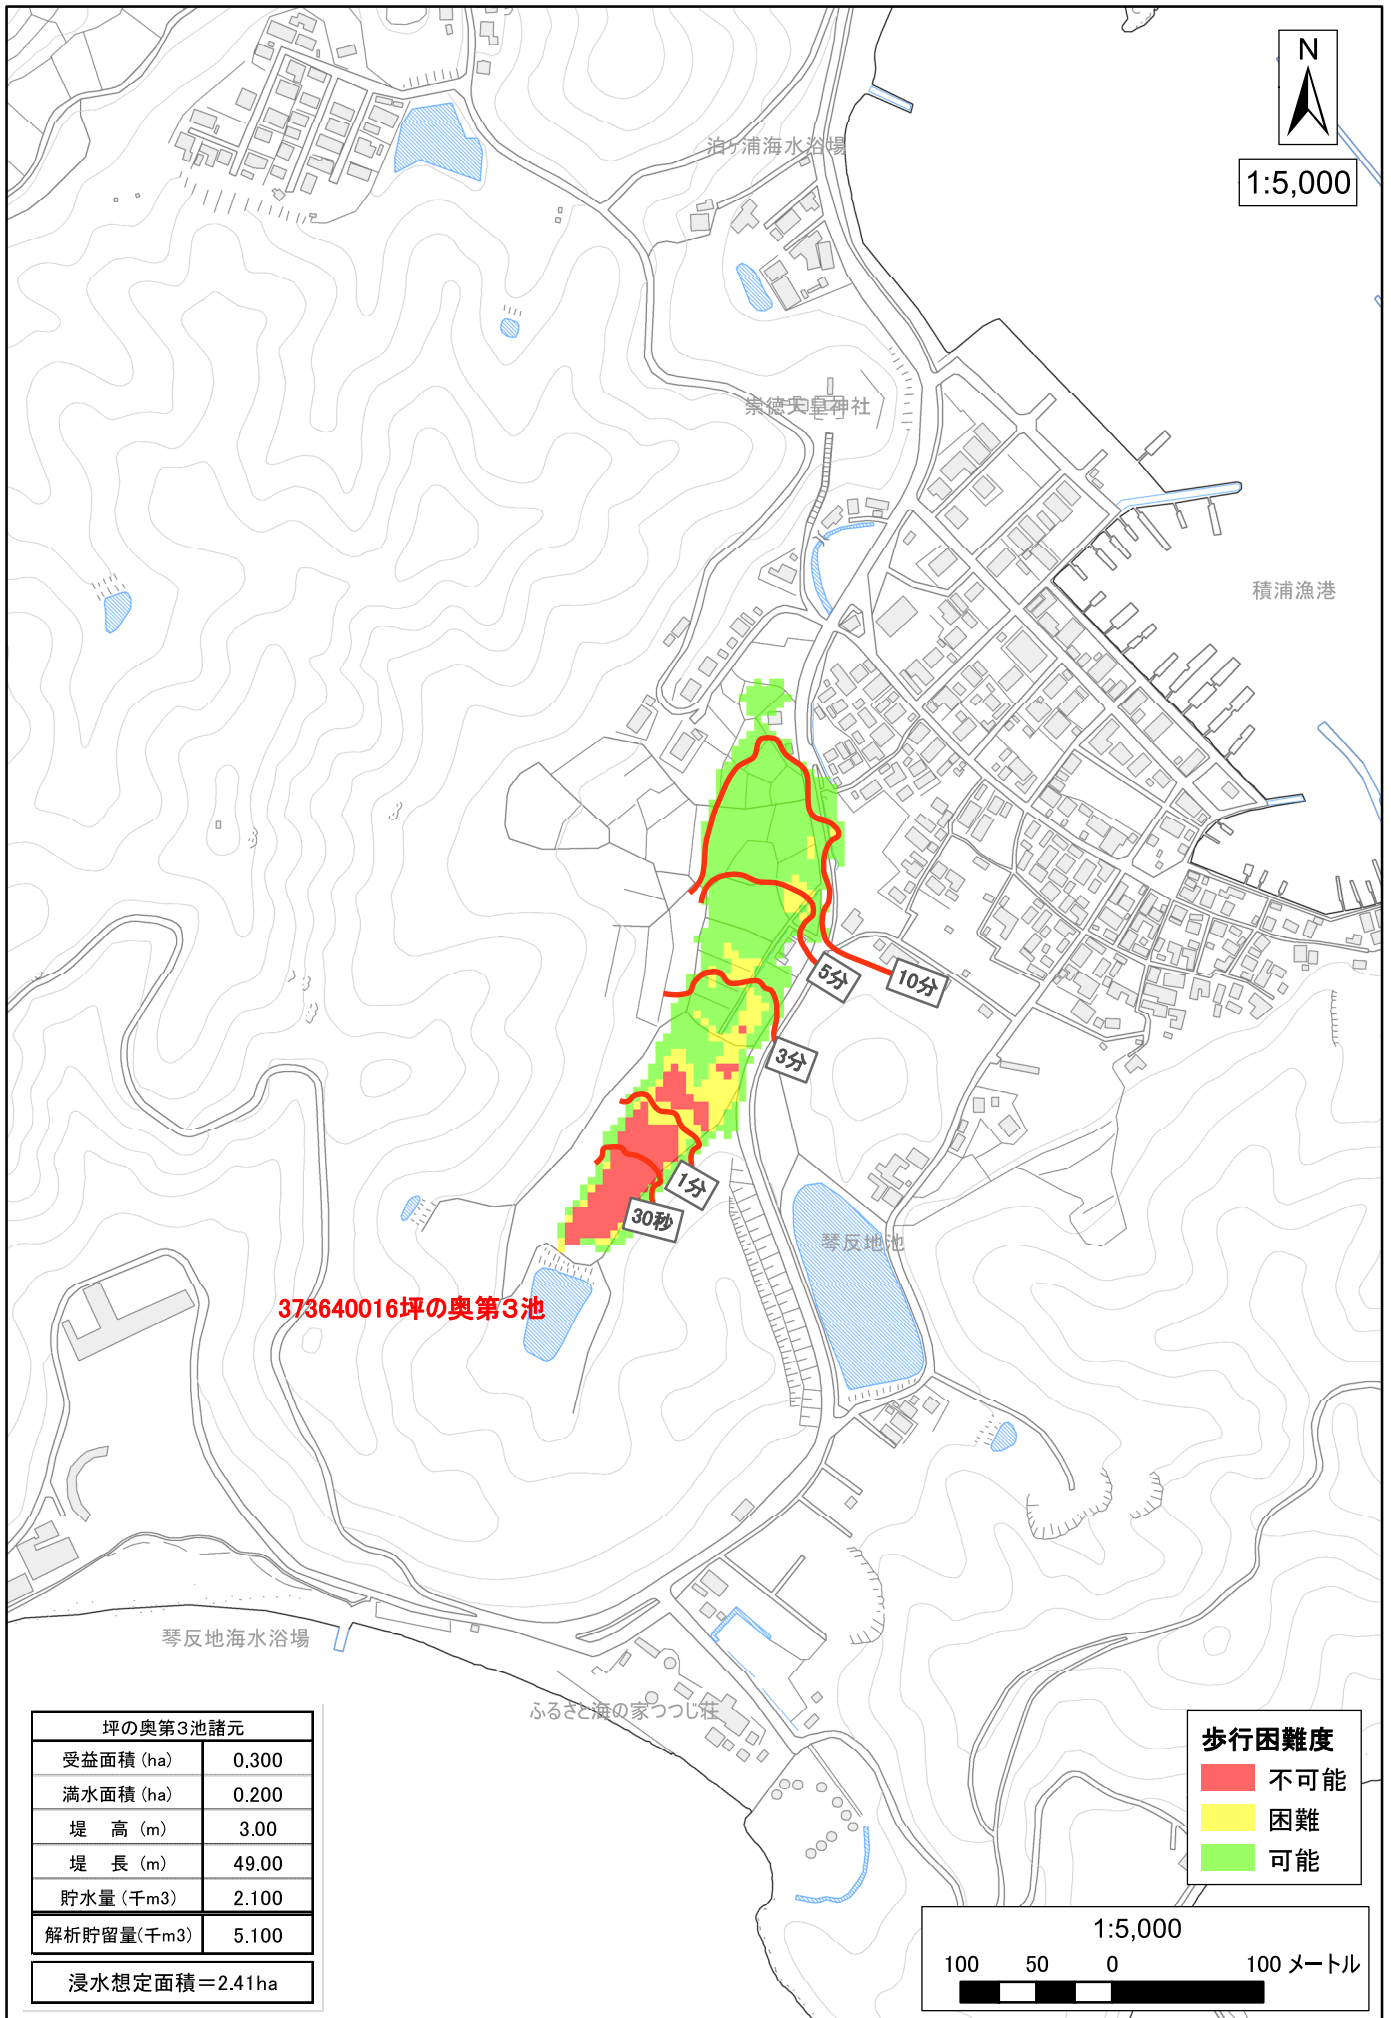 N
1:5,000
泊ヶ浦海水浴場
崇徳天皇神社
積浦漁港
5分
10分
3分
1分
30秒
琴反地池
373640016坪の奥第3池
琴反地海水浴場
ふるさと海の家つつじ荘
坪の奥第3池諸元
受益面積(ha) 0.300
満水面積(ha) 0.200
堤 高 (m) 3.00
堤 長 (m) 49.00
貯水量(千m3) 2.100
解析貯留量(千m3) 5.100
浸水想定面積=2.41ha
歩行困難度
不可能
困難
可能
1:5,000
100 50 0 100 メートル